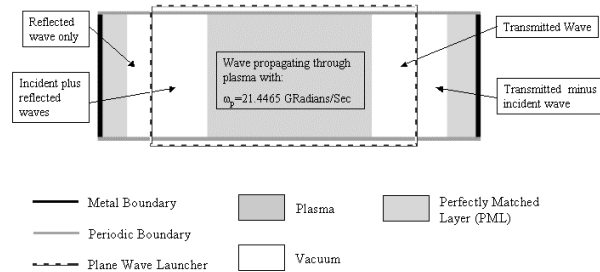 Reflected
wave only
Transmitted Wave
Wave propagating through
plasma with:
ωp=21.4465 GRadians/Sec
Incident plus
reflected
waves
Transmitted minus
incident wave
Metal Boundary
Periodic Boundary
Plane Wave Launcher
Plasma
Vacuum
Perfectly Matched
Layer (PML)